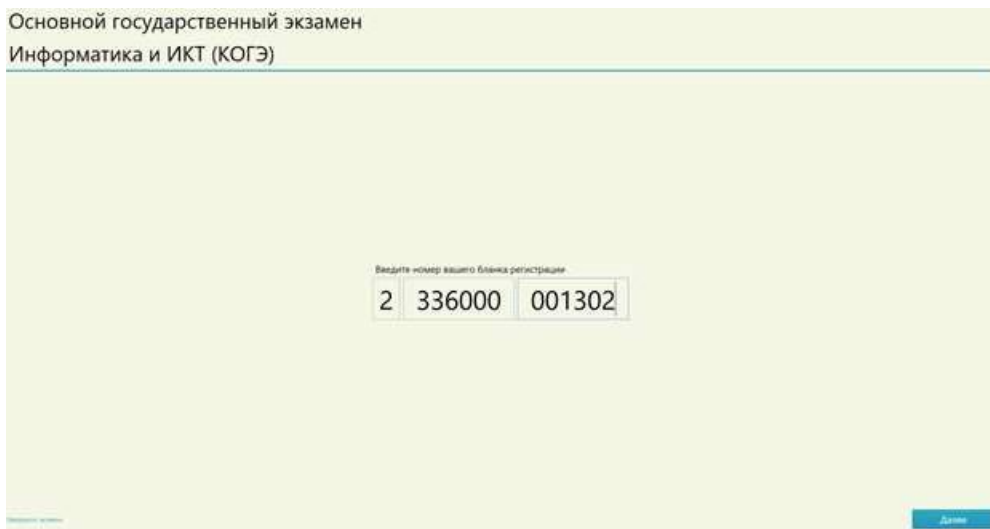 Основной государственный экзамен
Информатика и ИКТ (КОГЭ)
Введите номер вашего бланка регистрации
2 336000 001302
Далее